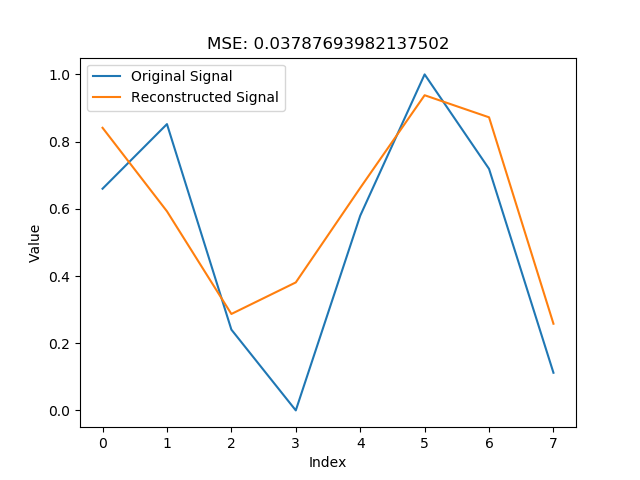 MSE: 0.03787693982137502
Original Signal
Reconstructed Signal
1.0
0.8
0.6
0.4
0.2
0.0
Value
0 1 2 3 4 5 6 7
Index